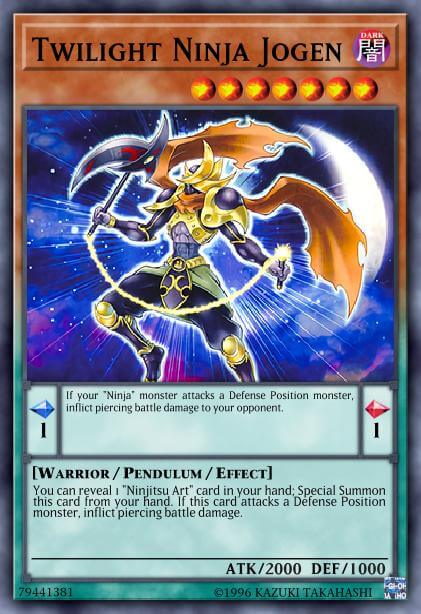 Twilight Ninja Jogen
DARK
闇
If your "Ninja" monster attacks a Defense Position monster,
inflict piercing battle damage to your opponent.
1
1
[Warrior / Pendulum / Effect]
You can reveal 1 "Ninjitsu Art" card in your hand; Special Summon
this card from your hand. If this card attacks a Defense Position
monster, inflict piercing battle damage.
ATK/2000 DEF/1000
79441381
©1996 KAZUKI TAKAHASHI